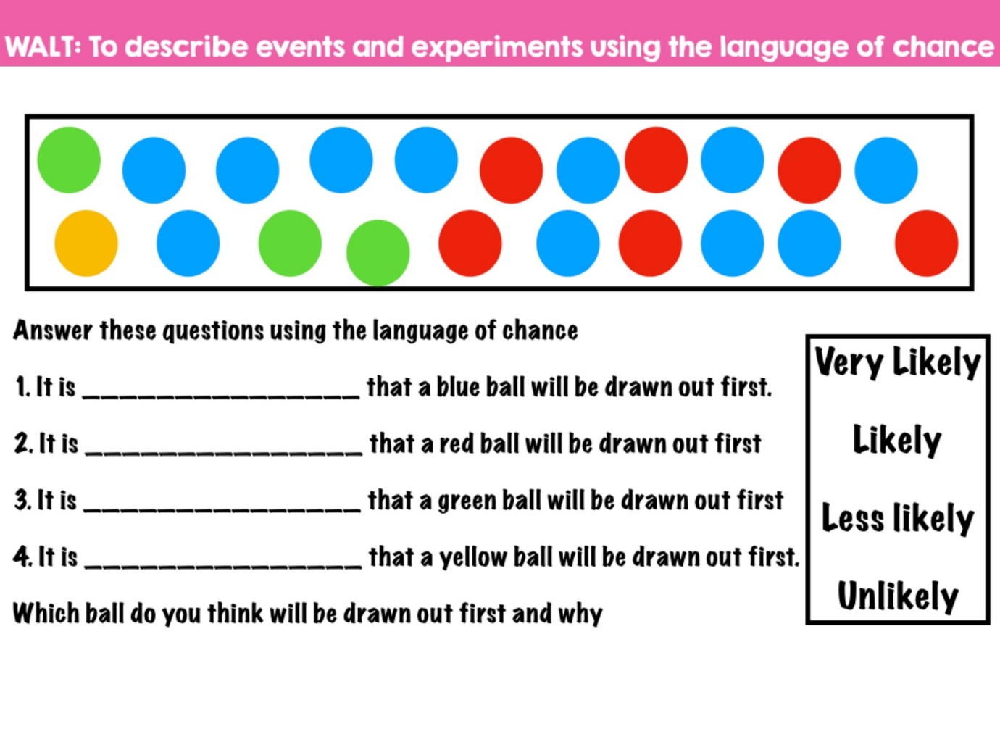 WALT: To describe events and experiments using the language of chance
Answer these questions using the language of chance
1. It is _______________ that a blue ball will be drawn out first.
2. It is _______________ that a red ball will be drawn out first
3. It is _______________ that a green ball will be drawn out first
4. It is _______________ that a yellow ball will be drawn out first.
Which ball do you think will be drawn out first and why
Very Likely
Likely
Less likely
Unlikely